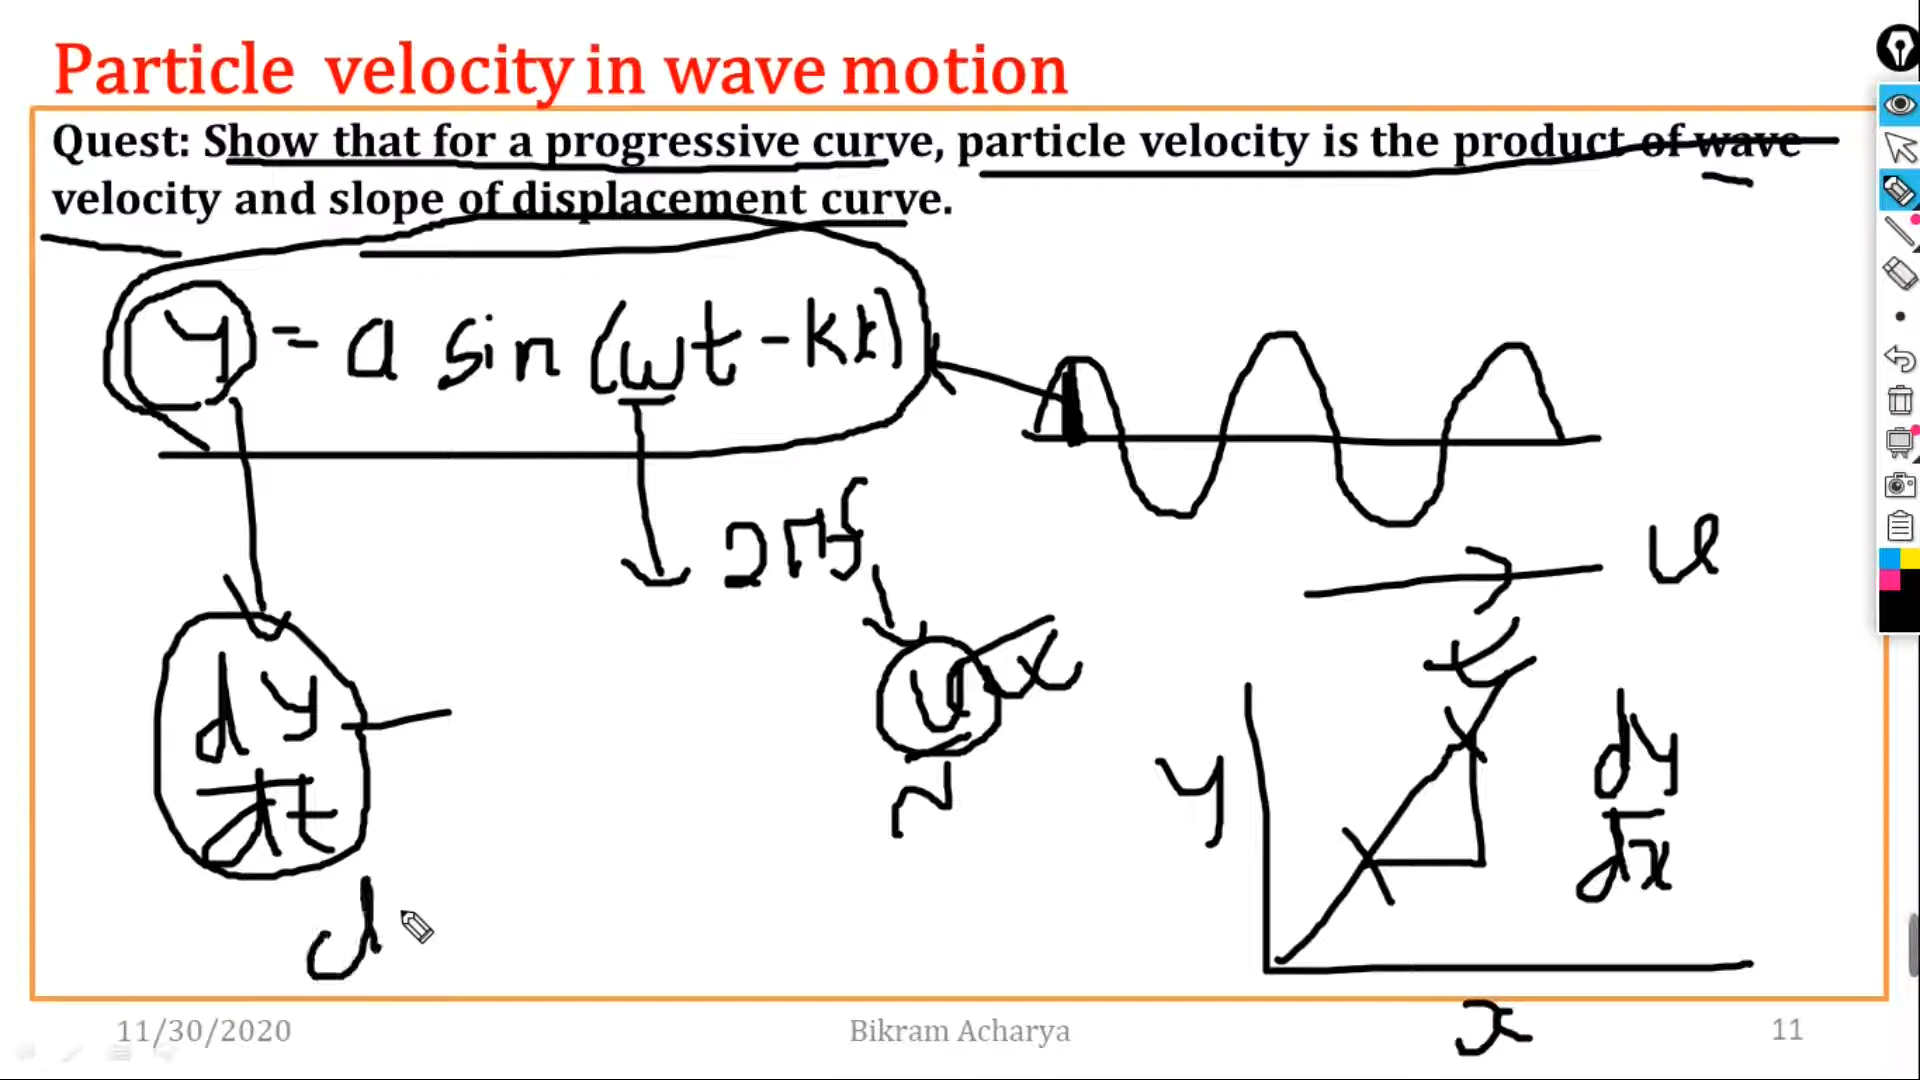 Particle velocity in wave motion
Quest: Show that for a progressive curve, particle velocity is the product of wave
velocity and slope of displacement curve.
y = a sin (ωt - kx)
2πf
v
dy
dt
y
dy
dx
x
d
11/30/2020
Bikram Acharya
11